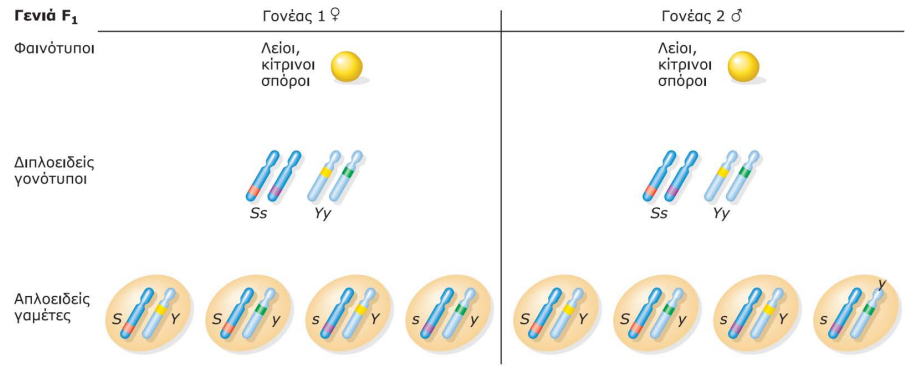 Γενιά F1
Γονέας 1 ♀
Γονέας 2 ♂
Φαινότυποι
Λείοι,
κίτρινοι
σπόροι
Λείοι,
κίτρινοι
σπόροι
Διπλοειδείς
γονότυποι
Ss Yy
Ss Yy
Απλοειδείς
γαμέτες
S Y
S y
s Y
s y
S Y
S y
s Y
s y